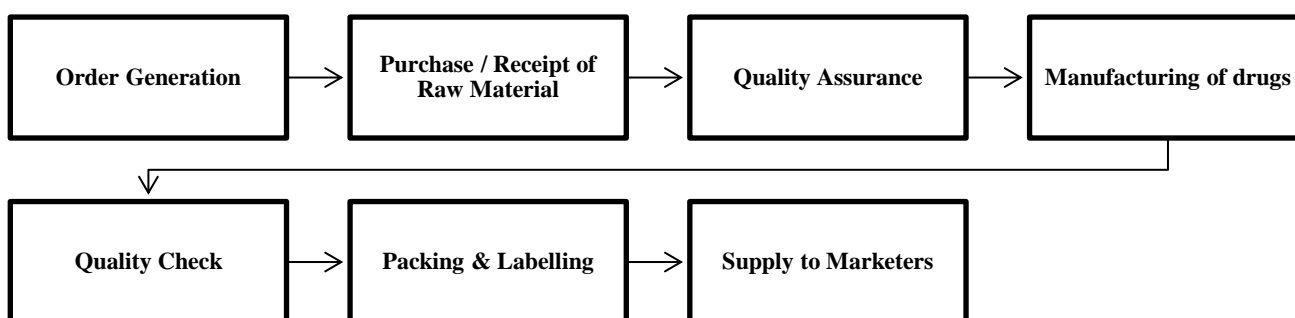 Order Generation
Purchase / Receipt of
Raw Material
Quality Assurance
Manufacturing of drugs
Quality Check
Packing & Labelling
Supply to Marketers